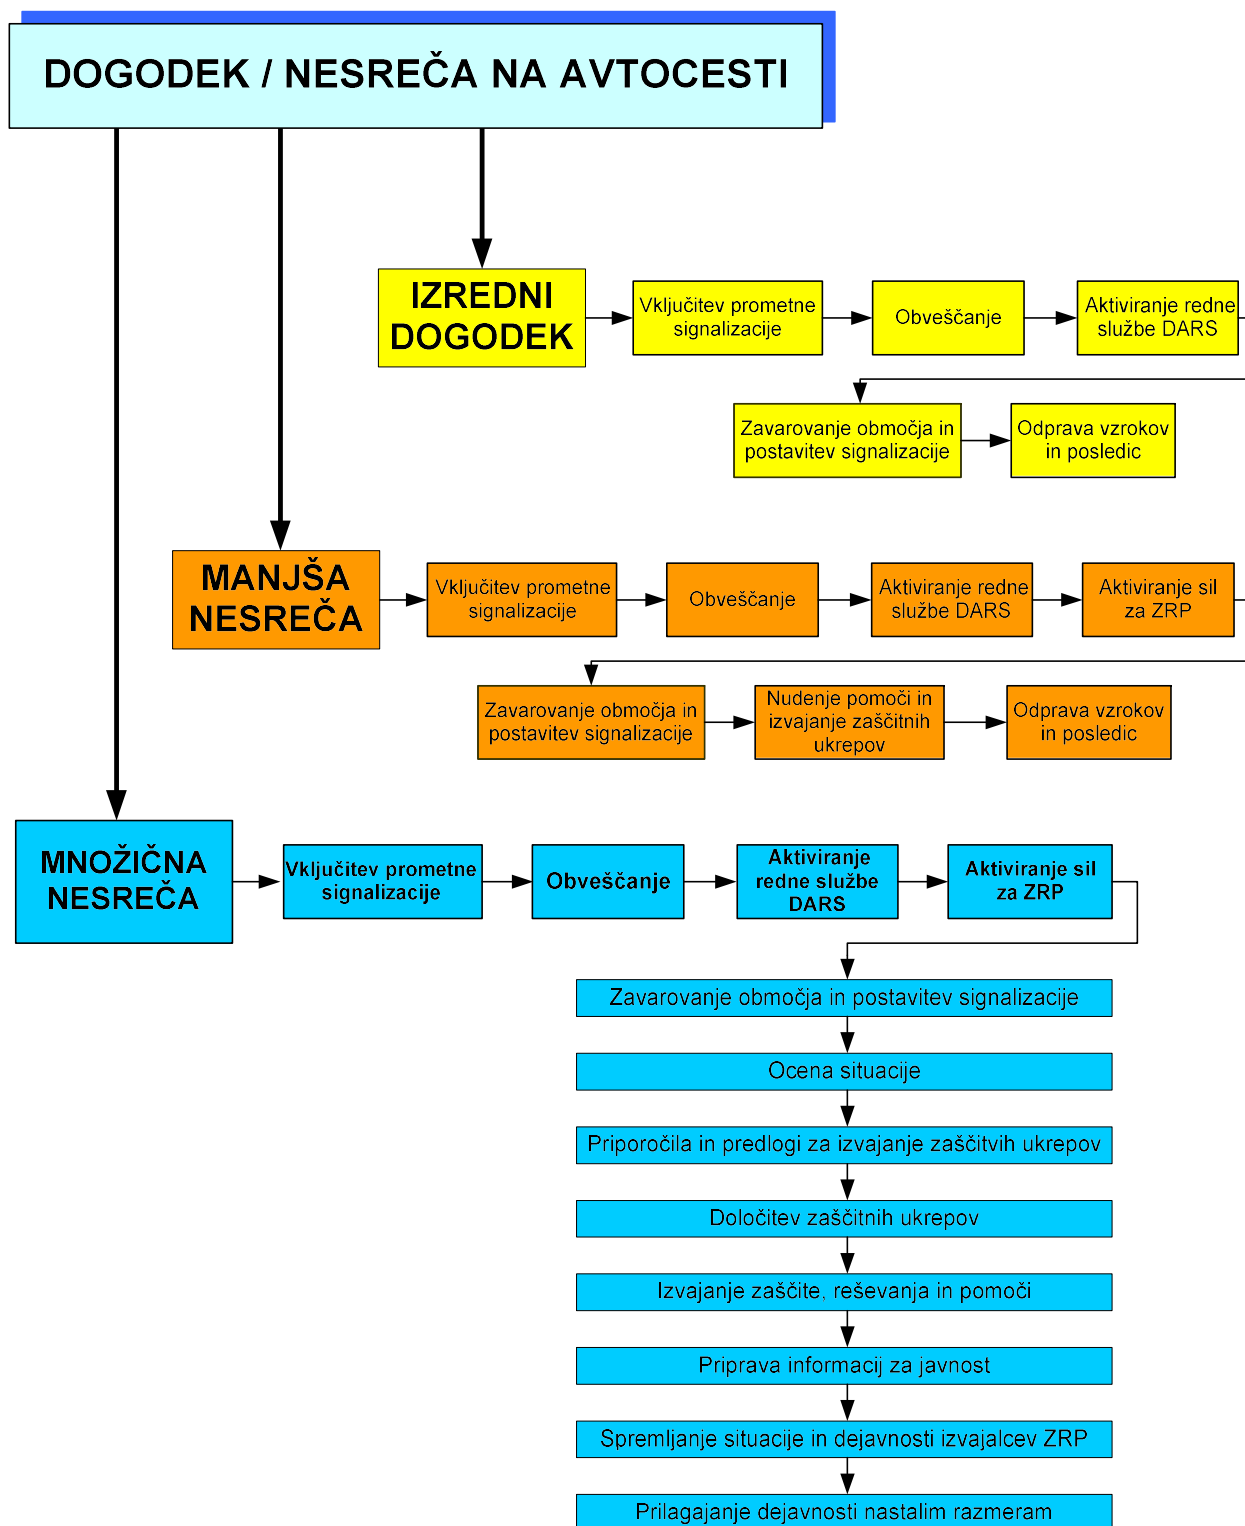 DOGODEK / NESREČA NA AVTOCESTI
IZREDNI
DOGODEK
Vključitev prometne
signalizacije
Obveščanje
Aktiviranje redne
službe DARS
Zavarovanje območja in
postavitev signalizacije
Odprava vzrokov
in posledic
MANJŠA
NESREČA
Vključitev prometne
signalizacije
Obveščanje
Aktiviranje redne
službe DARS
Aktiviranje sil
za ZRP
Zavarovanje območja in
postavitev signalizacije
Nudenje pomoči in
izvajanje zaščitnih
ukrepov
Odprava vzrokov
in posledic
MNOŽIČNA
NESREČA
Vključitev prometne
signalizacije
Obveščanje
Aktiviranje
redne službe
DARS
Aktiviranje sil
za ZRP
Zavarovanje območja in postavitev signalizacije
Ocena situacije
Priporočila in predlogi za izvajanje zaščitvih ukrepov
Določitev zaščitnih ukrepov
Izvajanje zaščite, reševanja in pomoči
Priprava informacij za javnost
Spremljanje situacije in dejavnosti izvajalcev ZRP
Prilagajanje dejavnosti nastalim razmeram